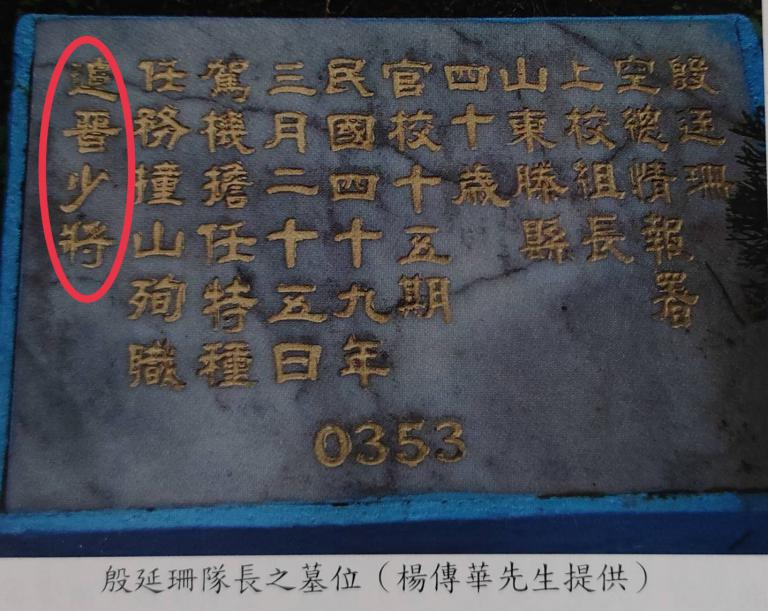 殷延珊
空總情報署
上校組長
山東滕縣
四十歲
官校十五期
民國四十九年
三月二十五日
駕機擔任特種
任務撞山殉職
追晉少將
0353
殷延珊隊長之墓位（楊傳華先生提供）